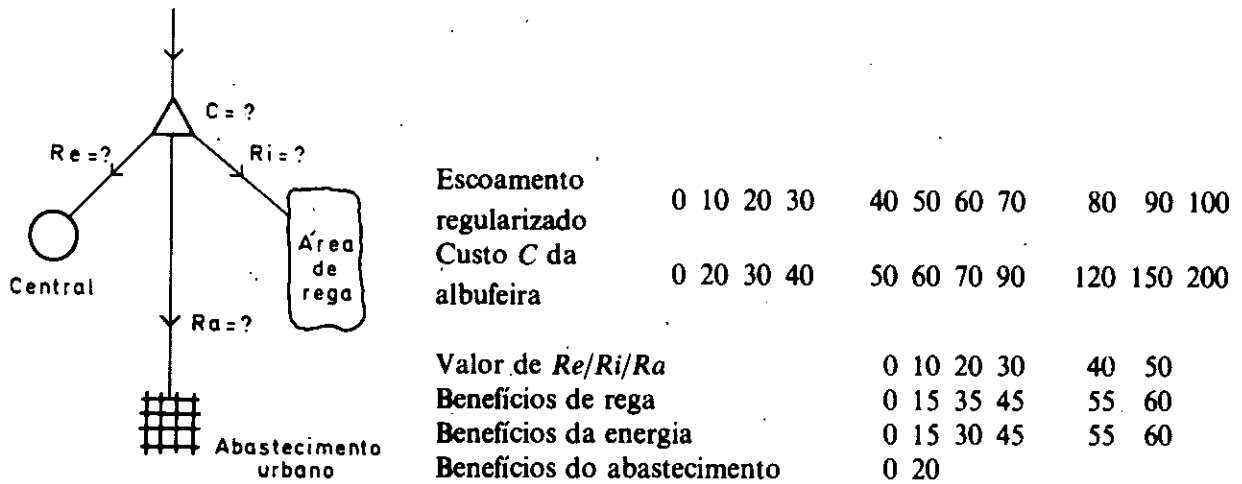 C = ?
Re = ?
Ri = ?
Área
de
rega
Central
Ra = ?
Abastecimento
urbano
Escoamento
regularizado 0 10 20 30 40 50 60 70 80 90 100
Custo C da
albufeira 0 20 30 40 50 60 70 90 120 150 200
Valor de Re/Ri/Ra 0 10 20 30 40 50
Benefícios de rega 0 15 35 45 55 60
Benefícios da energia 0 15 30 45 55 60
Benefícios do abastecimento 0 20